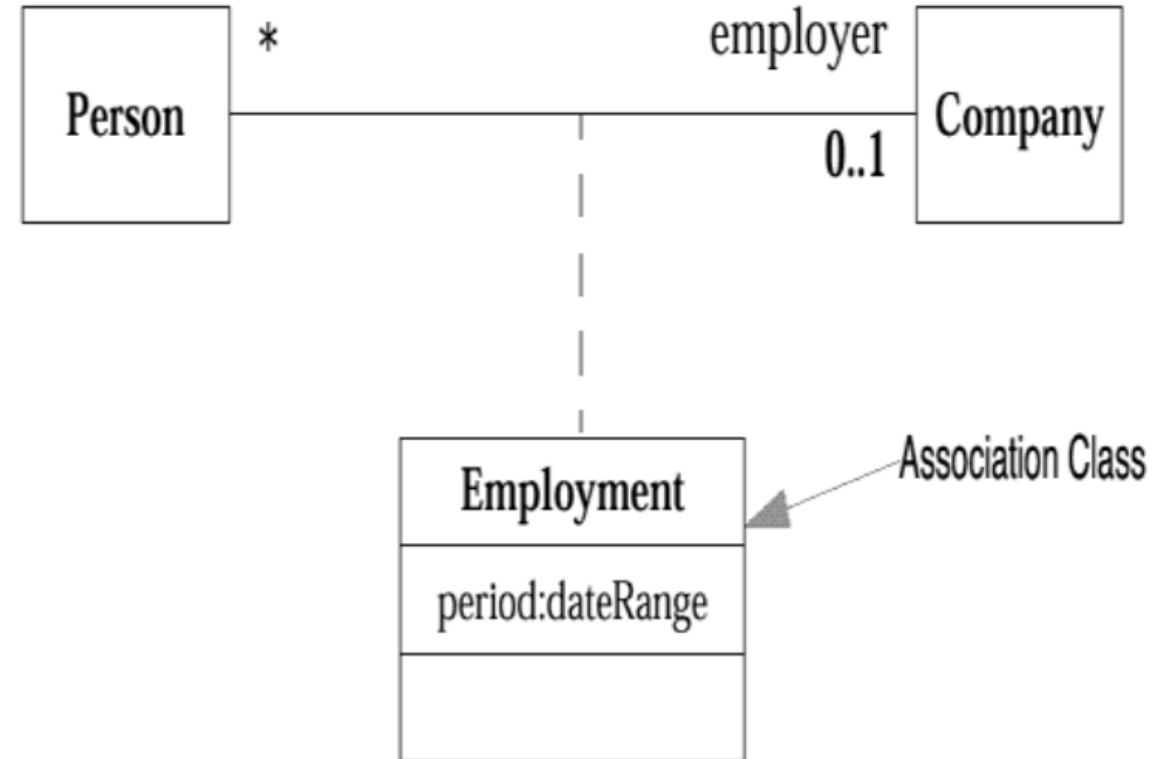 *
employer
Person
Company
0..1
Association Class
Employment
period:dateRange